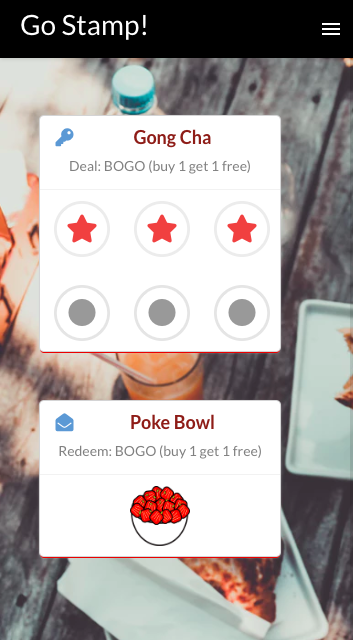 Go Stamp!
Gong Cha
Deal: BOGO (buy 1 get 1 free)
Poke Bowl
Redeem: BOGO (buy 1 get 1 free)